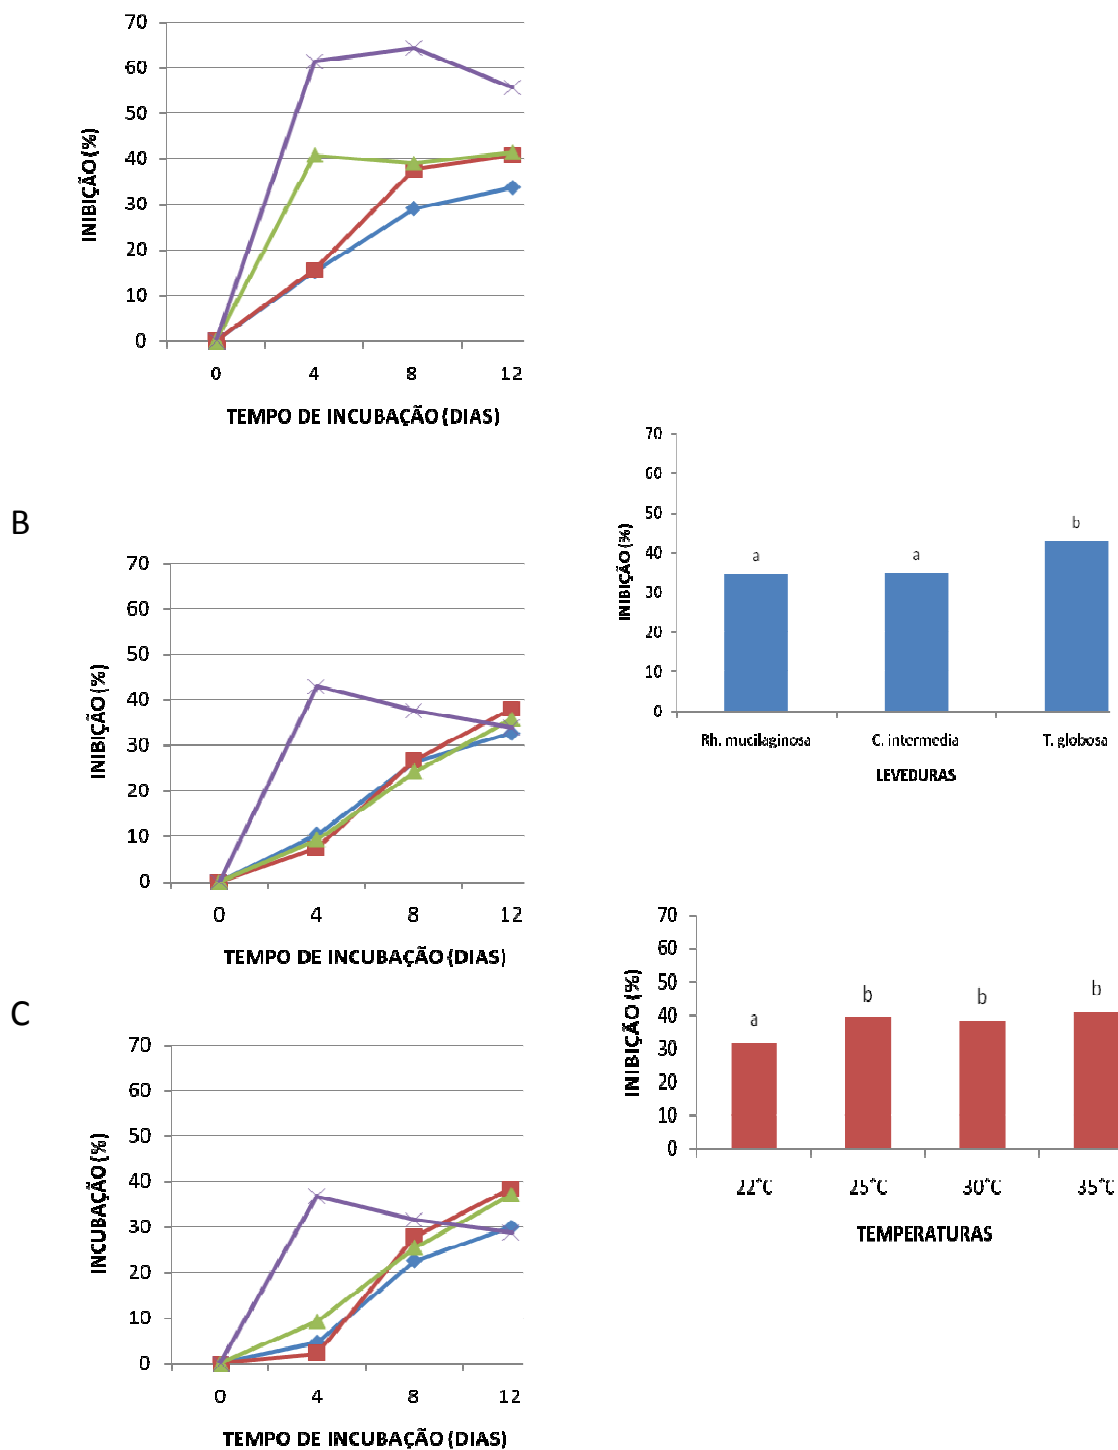 70
60
50
40
30
20
10
0
INIBIÇÃO (%)
0 4 8 12
TEMPO DE INCUBAÇÃO (DIAS)
B
70
60
50
40
30
20
10
0
INIBIÇÃO (%)
0 4 8 12
TEMPO DE INCUBAÇÃO (DIAS)
70
60
50
40
30
20
10
0
INIBIÇÃO (%)
a a b
Rh. mucilaginosa C. intermedia T. globosa
LEVEDURAS
C
70
60
50
40
30
20
10
0
INCUBAÇÃO (%)
0 4 8 12
TEMPO DE INCUBAÇÃO (DIAS)
70
60
50
40
30
20
10
0
INIBIÇÃO (%)
a b b b
22°C 25°C 30°C 35°C
TEMPERATURAS